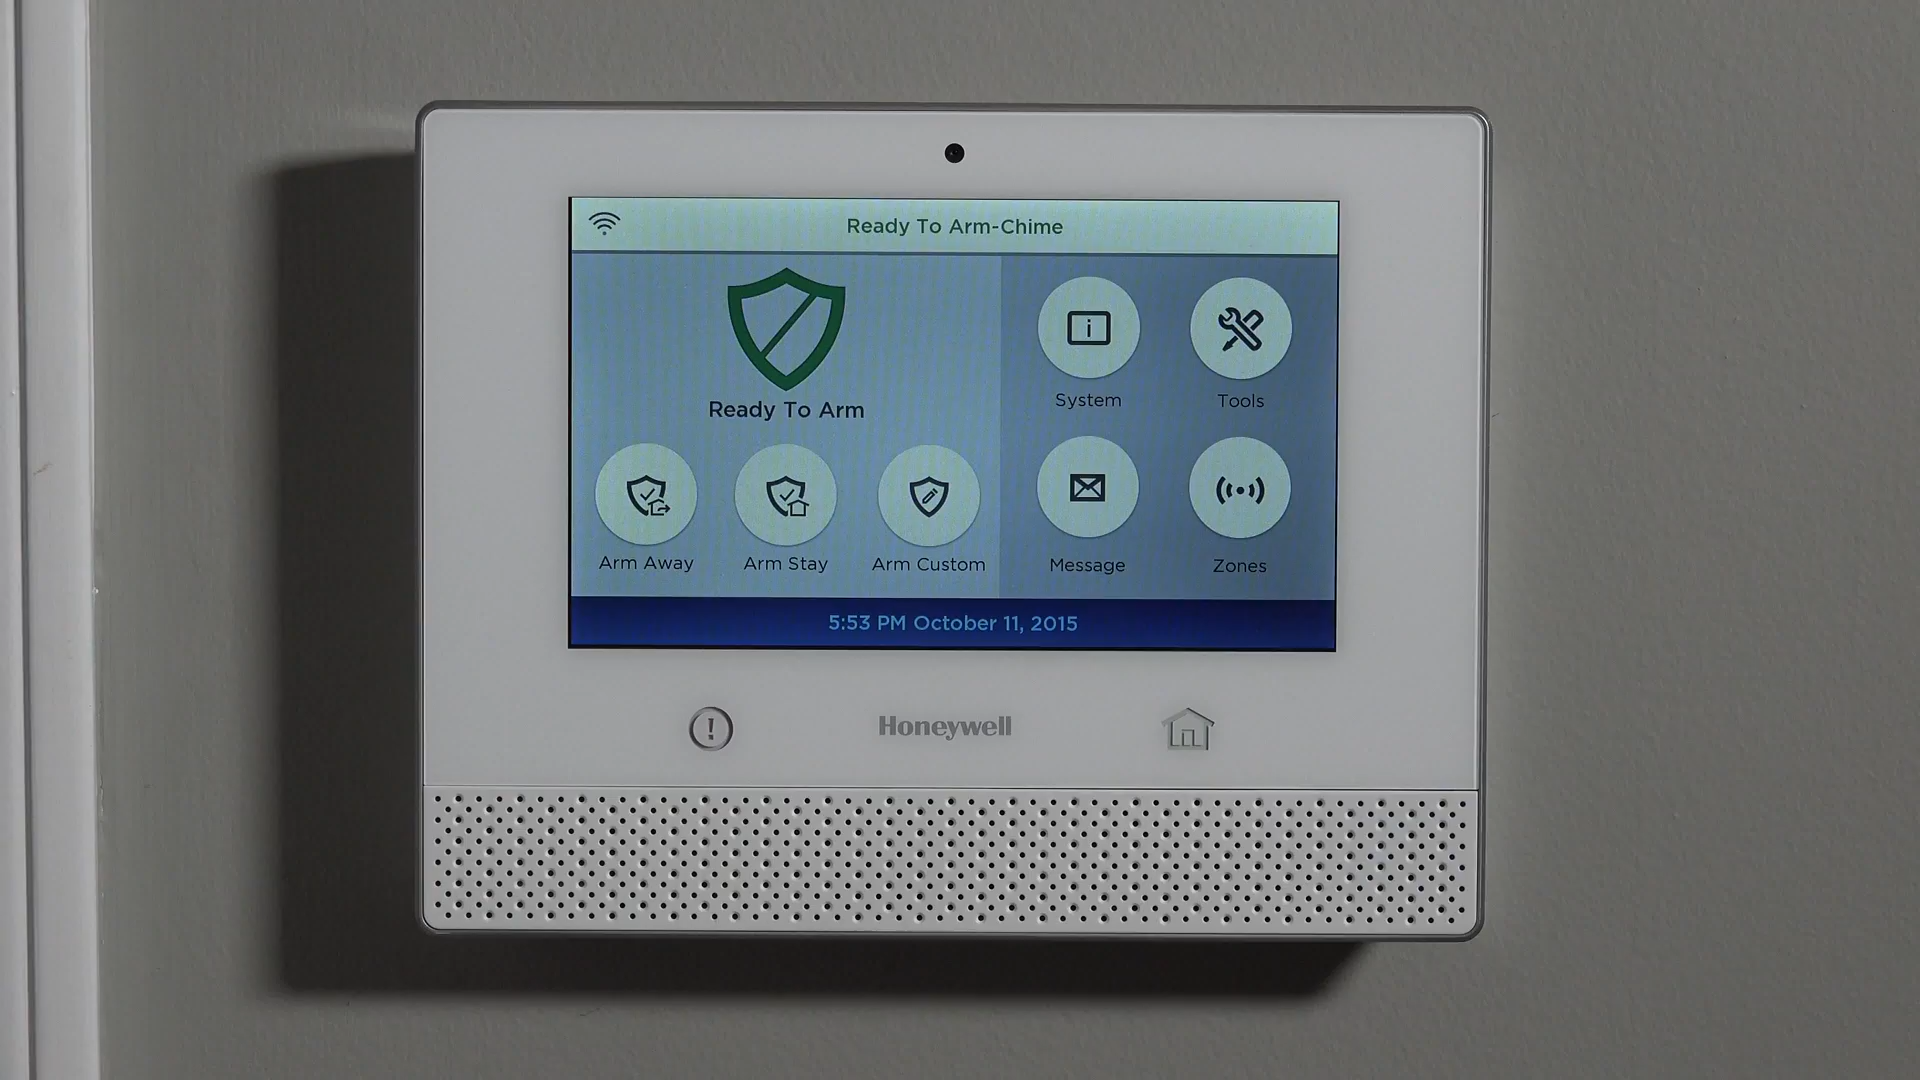 Ready To Arm-Chime
Ready To Arm
System
Tools
Arm Away
Arm Stay
Arm Custom
Message
Zones
5:53 PM October 11, 2015
Honeywell